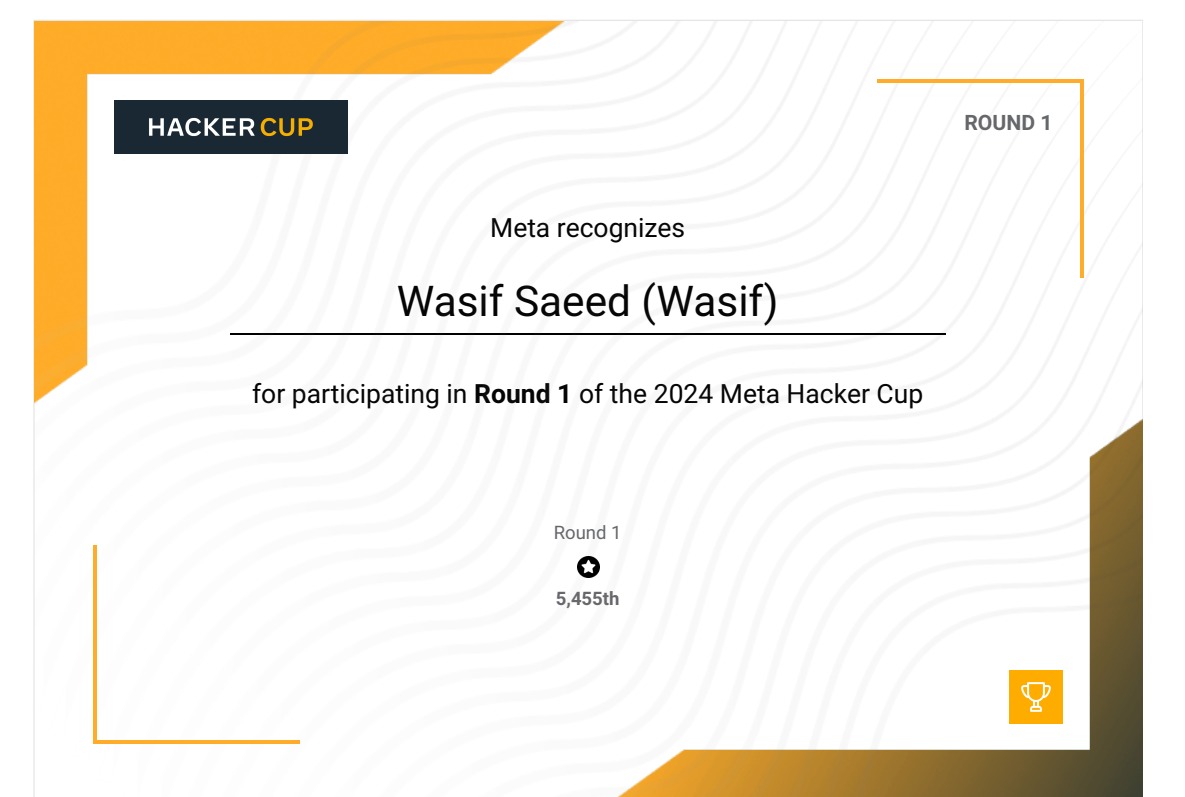 HACKER CUP
ROUND 1
Meta recognizes
Wasif Saeed (Wasif)
for participating in Round 1 of the 2024 Meta Hacker Cup
Round 1
5,455th